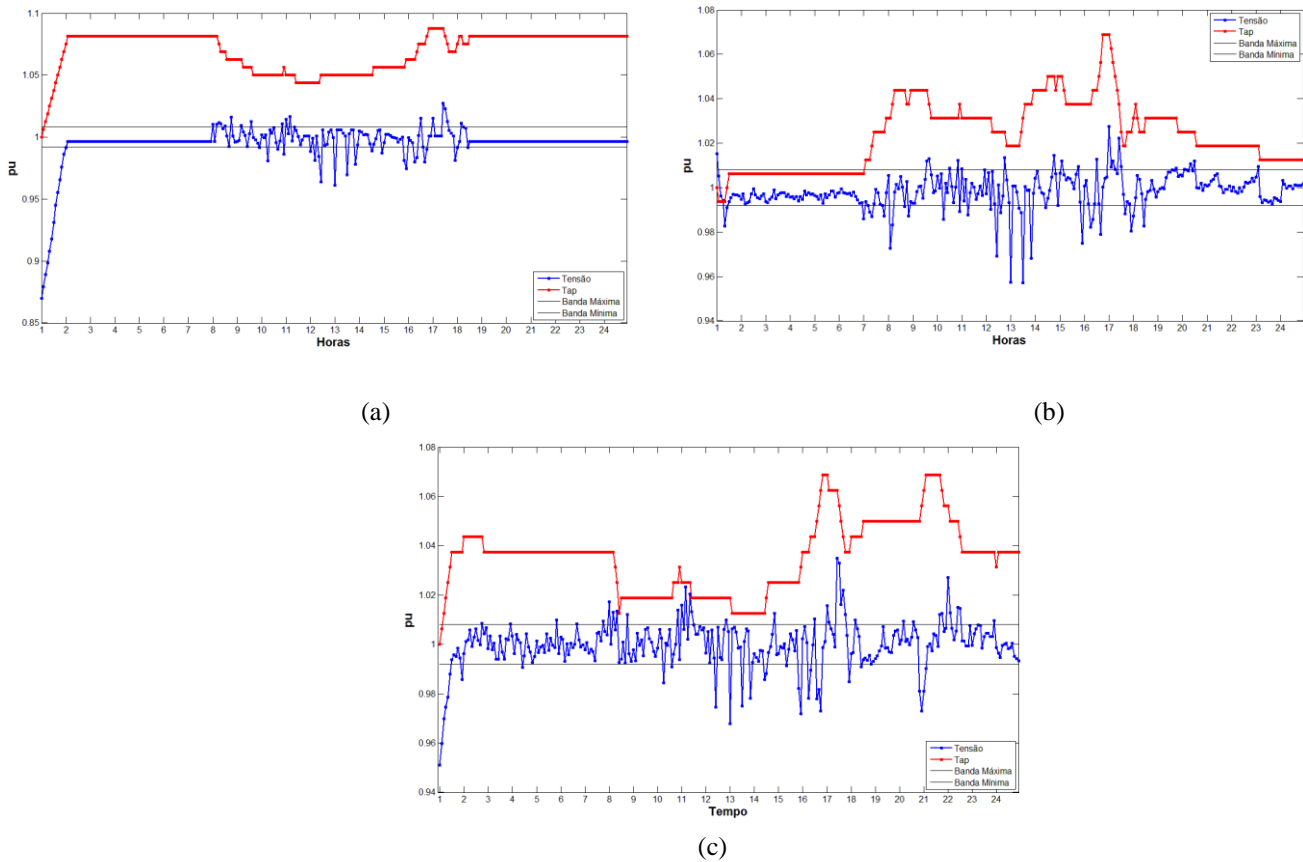 1.1
1.05
1
0.95
0.9
0.85
pu
1 2 3 4 5 6 7 8 9 10 11 12 13 14 15 16 17 18 19 20 21 22 23 24
Horas
Tensão
Tap
Banda Máxima
Banda Mínima
(a)
1.08
1.06
1.04
1.02
1
0.98
0.96
0.94
pu
1 2 3 4 5 6 7 8 9 10 11 12 13 14 15 16 17 18 19 20 21 22 23 24
Horas
Tensão
Tap
Banda Máxima
Banda Mínima
(b)
1.08
1.06
1.04
1.02
1
0.98
0.96
0.94
pu
1 2 3 4 5 6 7 8 9 10 11 12 13 14 15 16 17 18 19 20 21 22 23 24
Tempo
Tensão
Tap
Banda Máxima
Banda Mínima
(c)